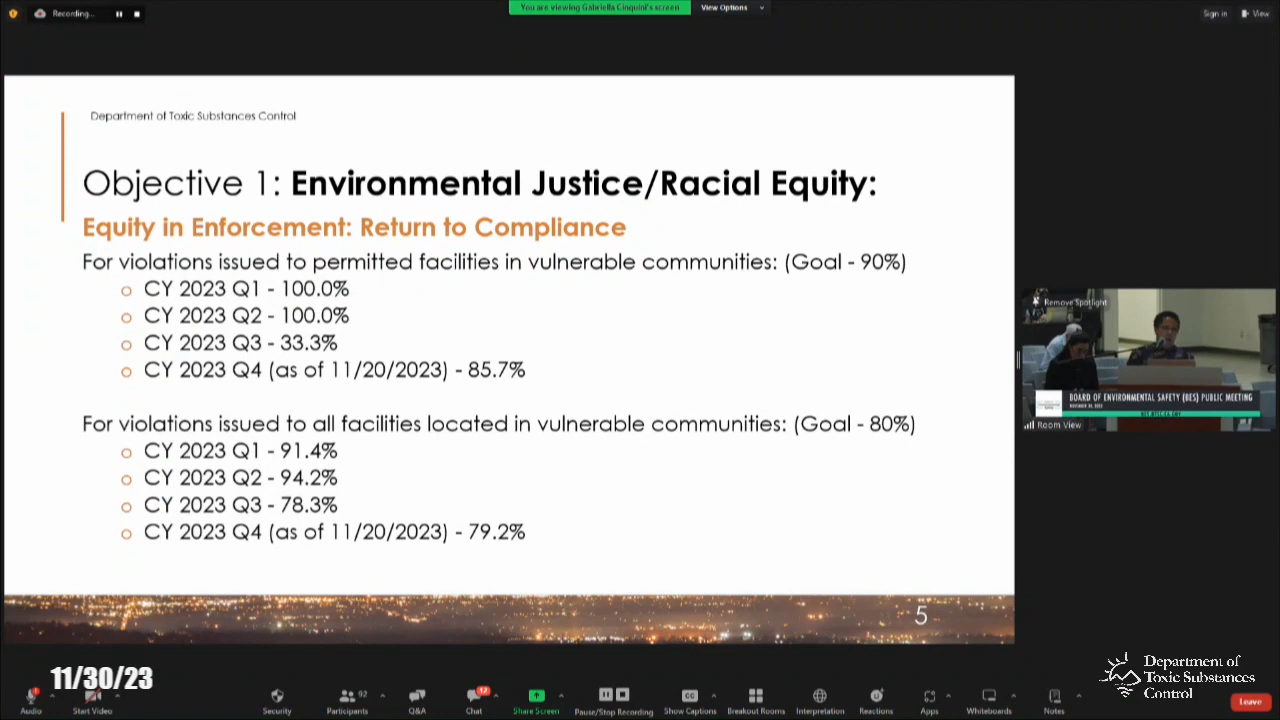 Recording...
You are viewing Gabriella Cinquini's screen
View Options
Sign in
View
Department of Toxic Substances Control
Objective 1: Environmental Justice/Racial Equity:
Equity in Enforcement: Return to Compliance
For violations issued to permitted facilities in vulnerable communities: (Goal - 90%)
CY 2023 Q1 - 100.0%
CY 2023 Q2 - 100.0%
CY 2023 Q3 - 33.3%
CY 2023 Q4 (as of 11/20/2023) - 85.7%
For violations issued to all facilities located in vulnerable communities: (Goal - 80%)
CY 2023 Q1 - 91.4%
CY 2023 Q2 - 94.2%
CY 2023 Q3 - 78.3%
CY 2023 Q4 (as of 11/20/2023) - 79.2%
5
Remove Spotlight
BOARD OF ENVIRONMENTAL SAFETY (BES) PUBLIC MEETING
Room View
11/30/23
Department of
Toxic Substances
Control
Audio
Start Video
Security
92
Participants
Q&A
12
Chat
Share Screen
Pause/Stop Recording
CC
Show Captions
Breakout Rooms
Interpretation
Reactions
Apps
Whiteboards
Notes
Leave